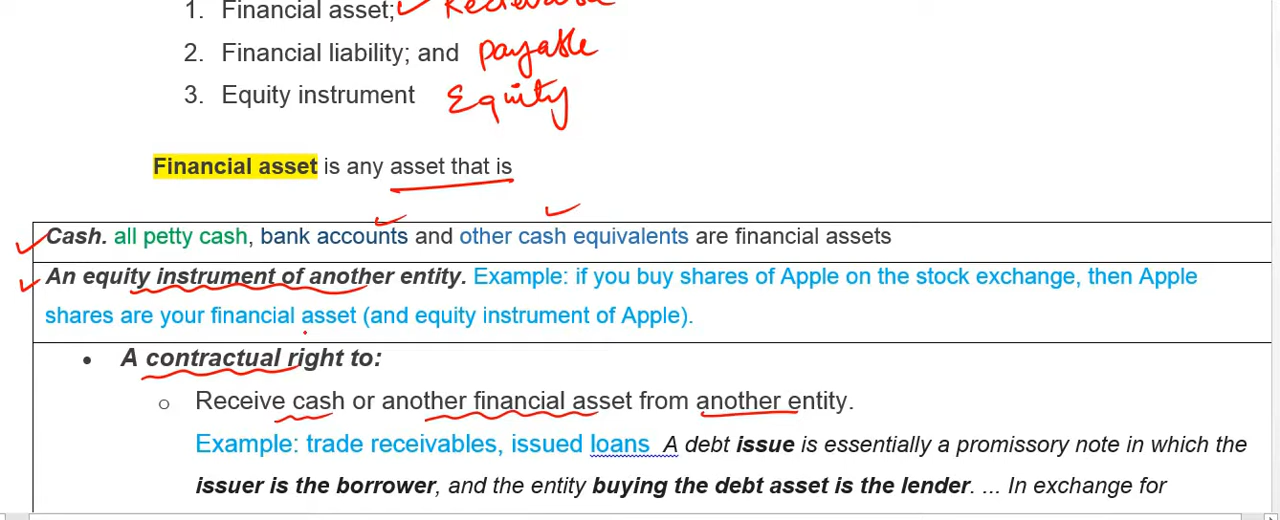 1. Financial asset; Receivable
2. Financial liability; and payable
3. Equity instrument Equity
Financial asset is any asset that is
Cash. all petty cash, bank accounts and other cash equivalents are financial assets
An equity instrument of another entity. Example: if you buy shares of Apple on the stock exchange, then Apple
shares are your financial asset (and equity instrument of Apple).
• A contractual right to:
o Receive cash or another financial asset from another entity.
Example: trade receivables, issued loans A debt issue is essentially a promissory note in which the
issuer is the borrower, and the entity buying the debt asset is the lender. ... In exchange for